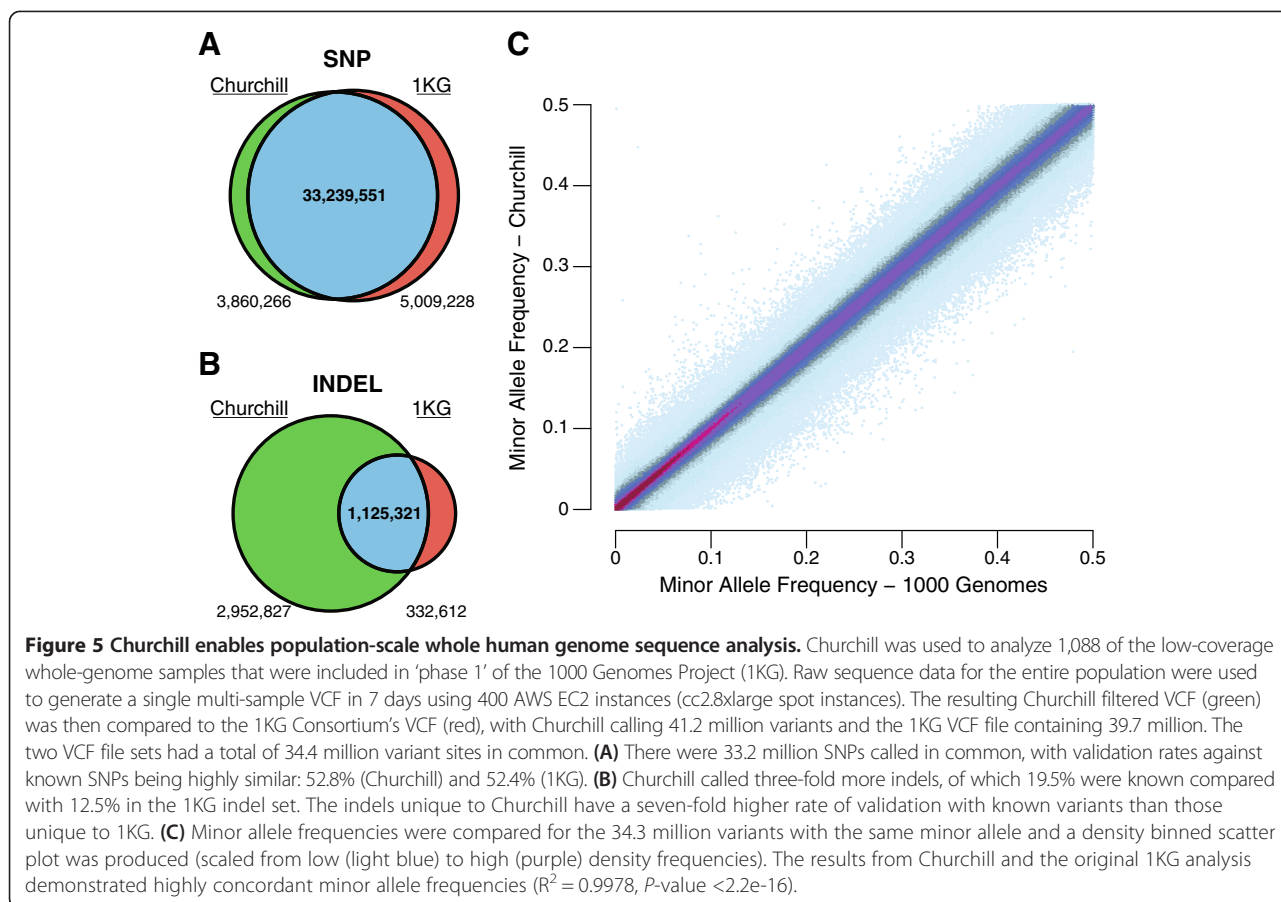 A
SNP
Churchill
1KG
33,239,551
3,860,266
5,009,228
B
INDEL
Churchill
1KG
1,125,321
2,952,827
332,612
C
Minor Allele Frequency – Churchill
0.5
0.4
0.3
0.2
0.1
0
0
0.1
0.2
0.3
0.4
0.5
Minor Allele Frequency – 1000 Genomes
Figure 5 Churchill enables population-scale whole human genome sequence analysis. Churchill was used to analyze 1,088 of the low-coverage
whole-genome samples that were included in ‘phase 1’ of the 1000 Genomes Project (1KG). Raw sequence data for the entire population were used
to generate a single multi-sample VCF in 7 days using 400 AWS EC2 instances (cc2.8xlarge spot instances). The resulting Churchill filtered VCF (green)
was then compared to the 1KG Consortium’s VCF (red), with Churchill calling 41.2 million variants and the 1KG VCF file containing 39.7 million. The
two VCF file sets had a total of 34.4 million variant sites in common. (A) There were 33.2 million SNPs called in common, with validation rates against
known SNPs being highly similar: 52.8% (Churchill) and 52.4% (1KG). (B) Churchill called three-fold more indels, of which 19.5% were known compared
with 12.5% in the 1KG indel set. The indels unique to Churchill have a seven-fold higher rate of validation with known variants than those
unique to 1KG. (C) Minor allele frequencies were compared for the 34.3 million variants with the same minor allele and a density binned scatter
plot was produced (scaled from low (light blue) to high (purple) density frequencies). The results from Churchill and the original 1KG analysis
demonstrated highly concordant minor allele frequencies (R² = 0.9978, P-value <2.2e-16).